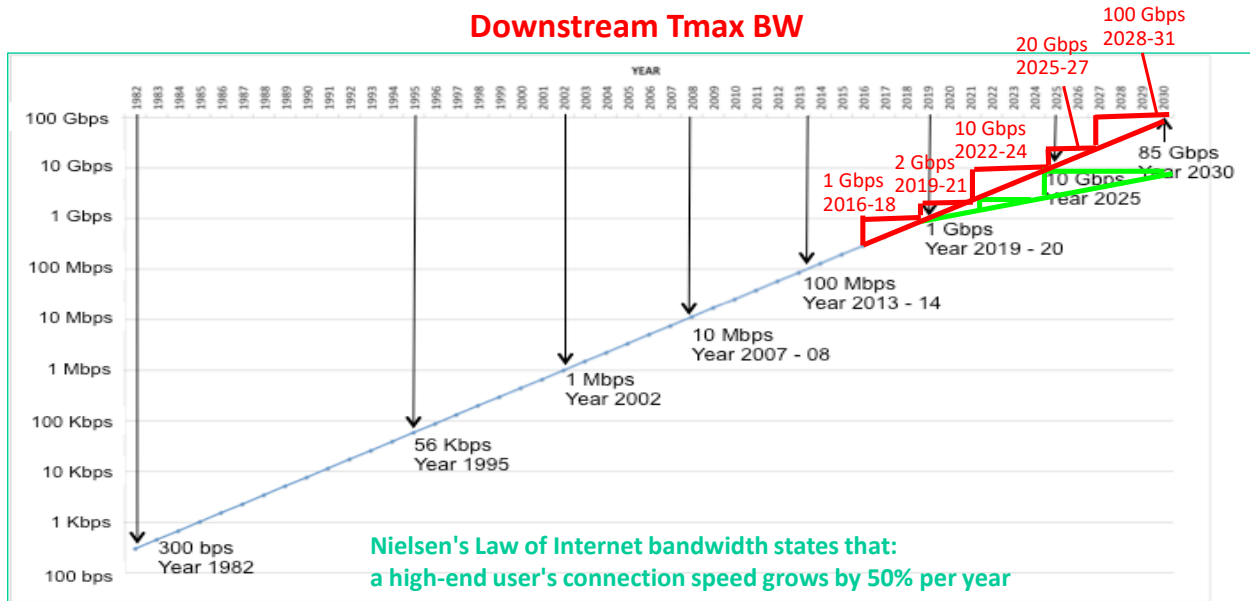 Downstream Tmax BW
100 Gbps
2028-31
20 Gbps
2025-27
10 Gbps
2022-24
2 Gbps
2019-21
1 Gbps
2016-18
YEAR
1982 1983 1984 1985 1986 1987 1988 1989 1990 1991 1992 1993 1994 1995 1996 1997 1998 1999 2000 2001 2002 2003 2004 2005 2006 2007 2008 2009 2010 2011 2012 2013 2014 2015 2016 2017 2018 2019 2020 2021 2022 2023 2024 2025 2026 2027 2028 2029 2030
100 Gbps
10 Gbps
1 Gbps
100 Mbps
10 Mbps
1 Mbps
100 Kbps
10 Kbps
1 Kbps
100 bps
85 Gbps
Year 2030
10 Gbps
Year 2025
1 Gbps
Year 2019 - 20
100 Mbps
Year 2013 - 14
10 Mbps
Year 2007 - 08
1 Mbps
Year 2002
56 Kbps
Year 1995
300 bps
Year 1982
Nielsen's Law of Internet bandwidth states that:
a high-end user's connection speed grows by 50% per year